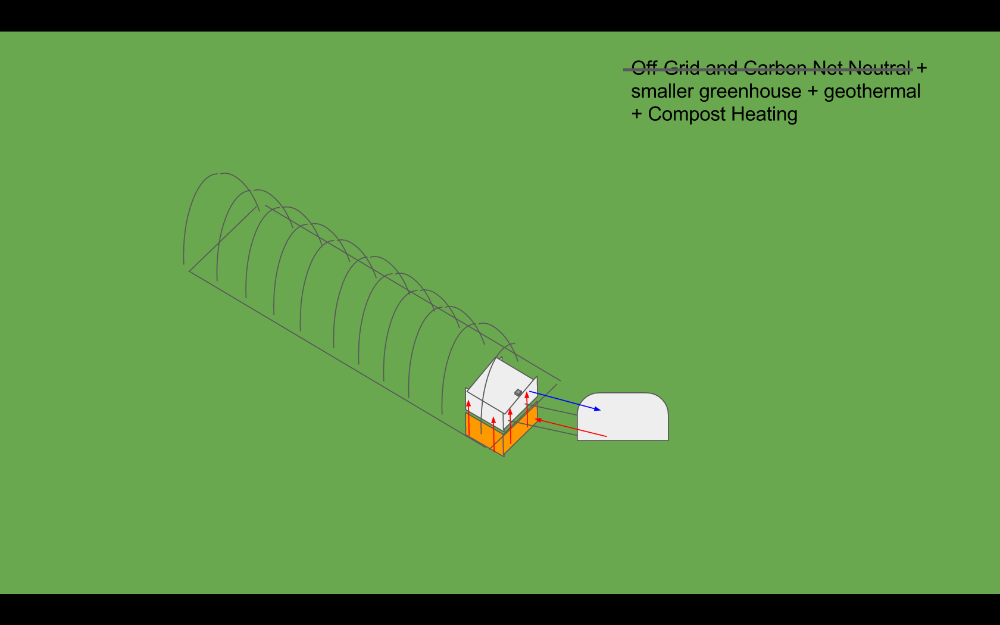 Off Grid and Carbon Net Neutral +
smaller greenhouse + geothermal
+ Compost Heating